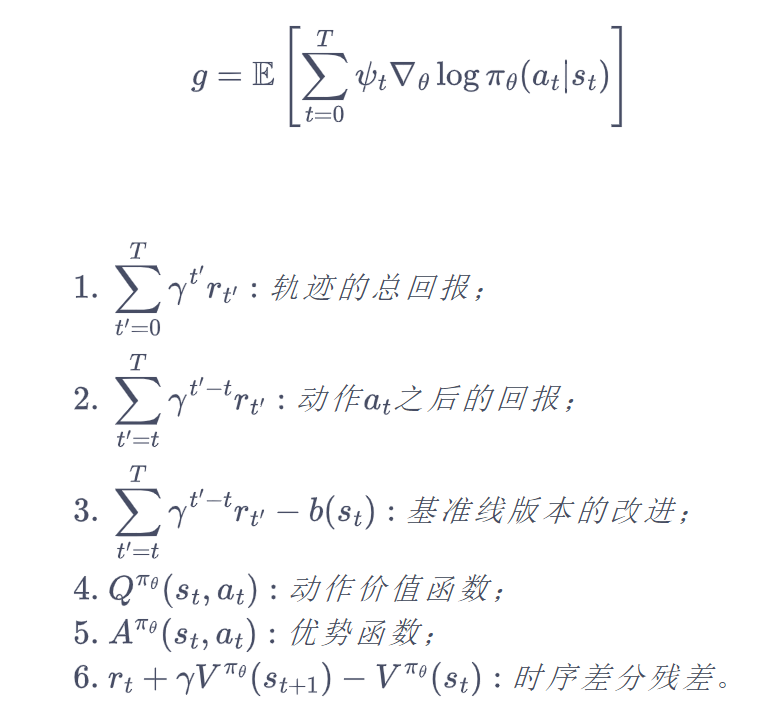 g = 𝔼 [ ∑_{t=0}^{T} ψ_t ∇_θ log π_θ(a_t|s_t) ]
1. ∑_{t'=0}^{T} γ^{t'} r_{t'} : 轨迹的总回报；
2. ∑_{t'=t}^{T} γ^{t'−t} r_{t'} : 动作a_t之后的回报；
3. ∑_{t'=t}^{T} γ^{t'−t} r_{t'} − b(s_t) : 基准线版本的改进；
4. Q^{π_θ}(s_t, a_t) : 动作价值函数；
5. A^{π_θ}(s_t, a_t) : 优势函数；
6. r_t + γV^{π_θ}(s_{t+1}) − V^{π_θ}(s_t) : 时序差分残差。